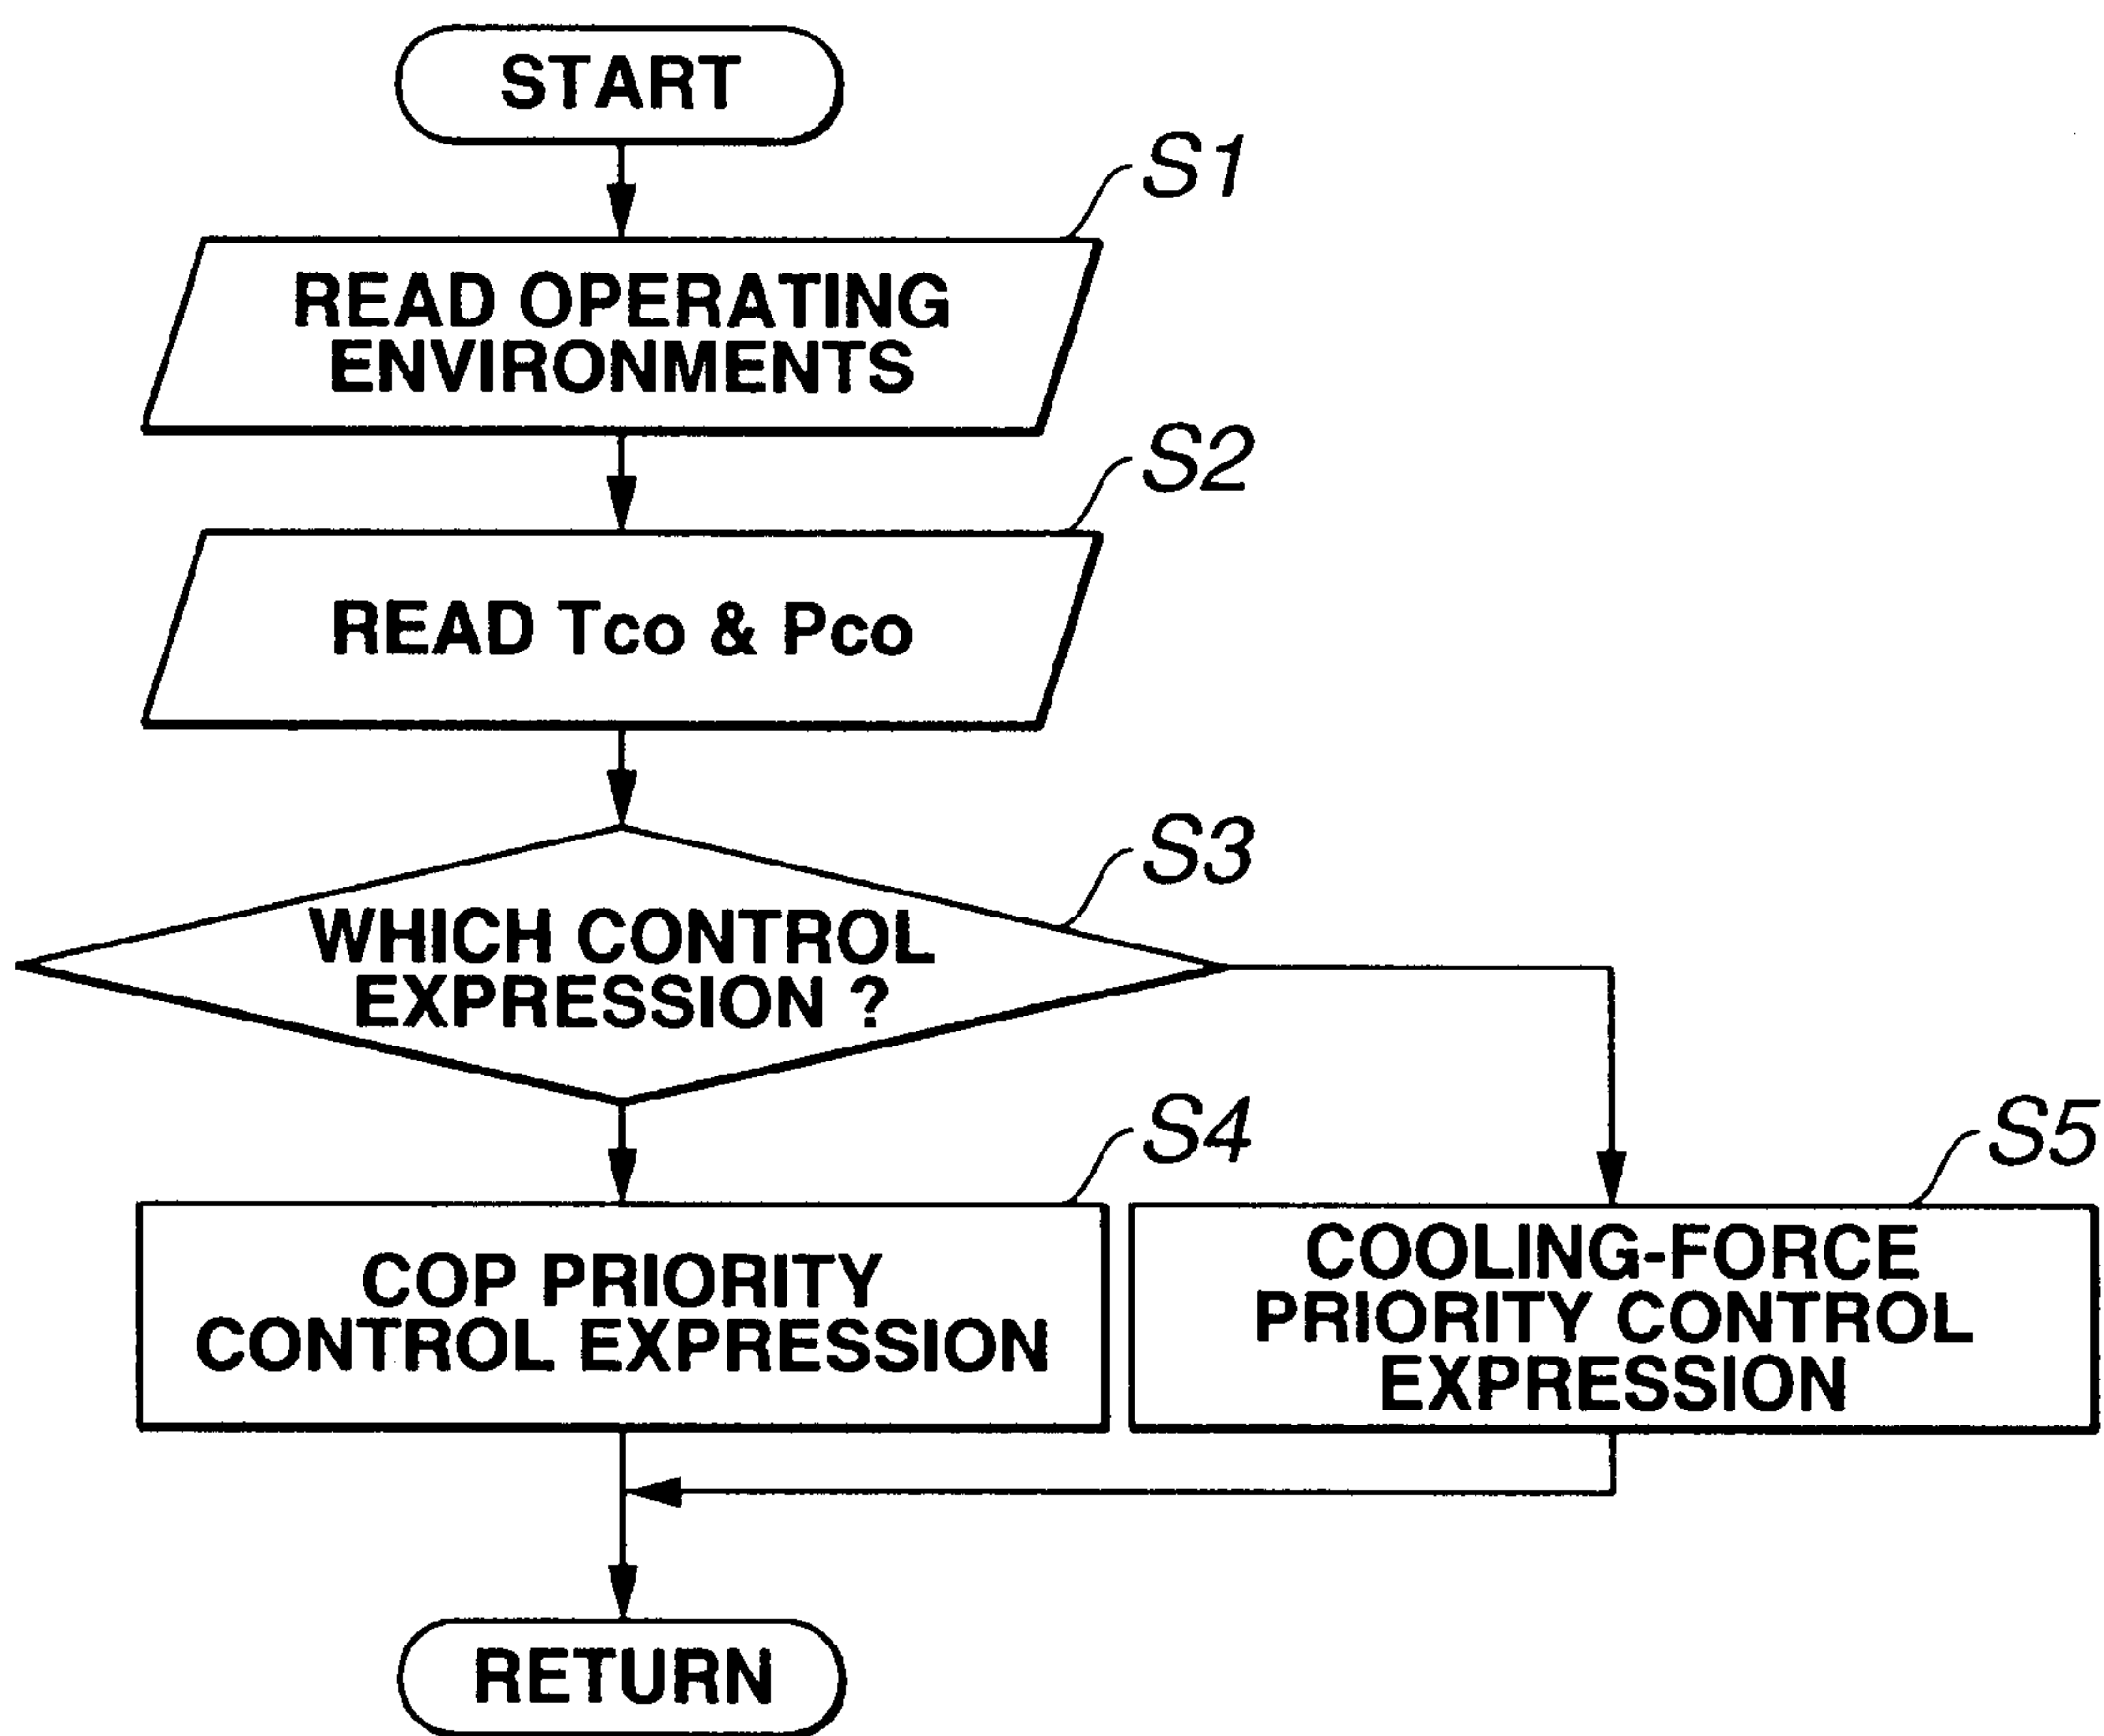 START
S1
READ OPERATING
ENVIRONMENTS
S2
READ Tco & Pco
S3
WHICH CONTROL
EXPRESSION ?
S4
COP PRIORITY
CONTROL EXPRESSION
S5
COOLING-FORCE
PRIORITY CONTROL
EXPRESSION
RETURN